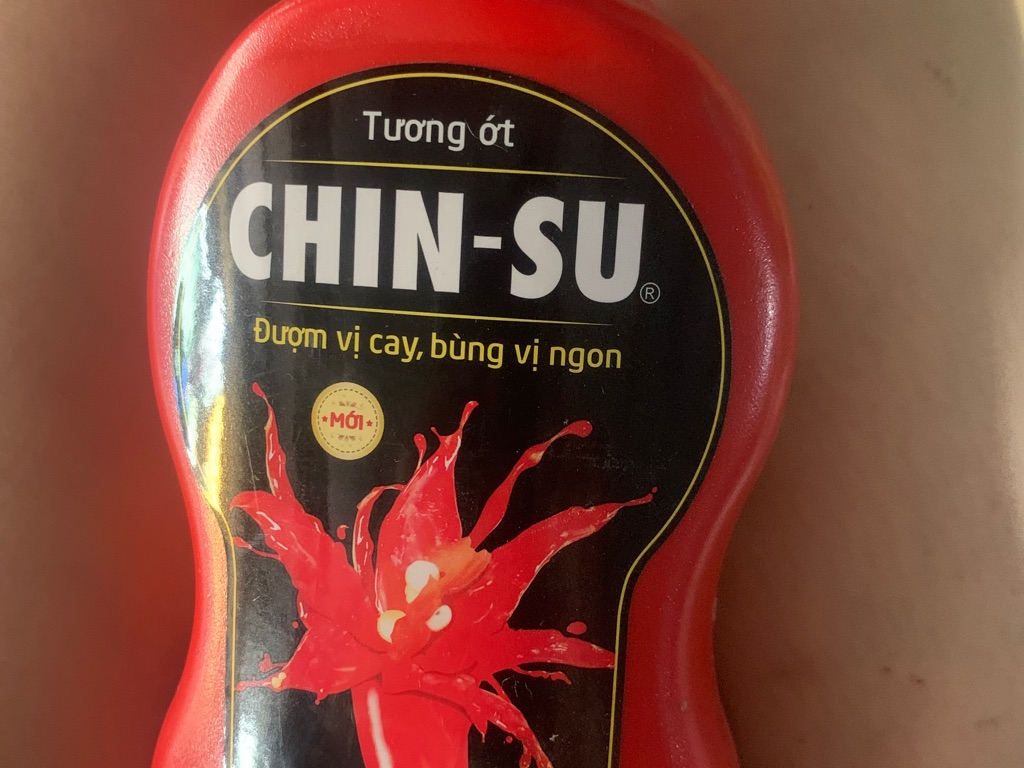 Tương ớt
CHIN-SU®
Đượm vị cay, bùng vị ngon
MỚI